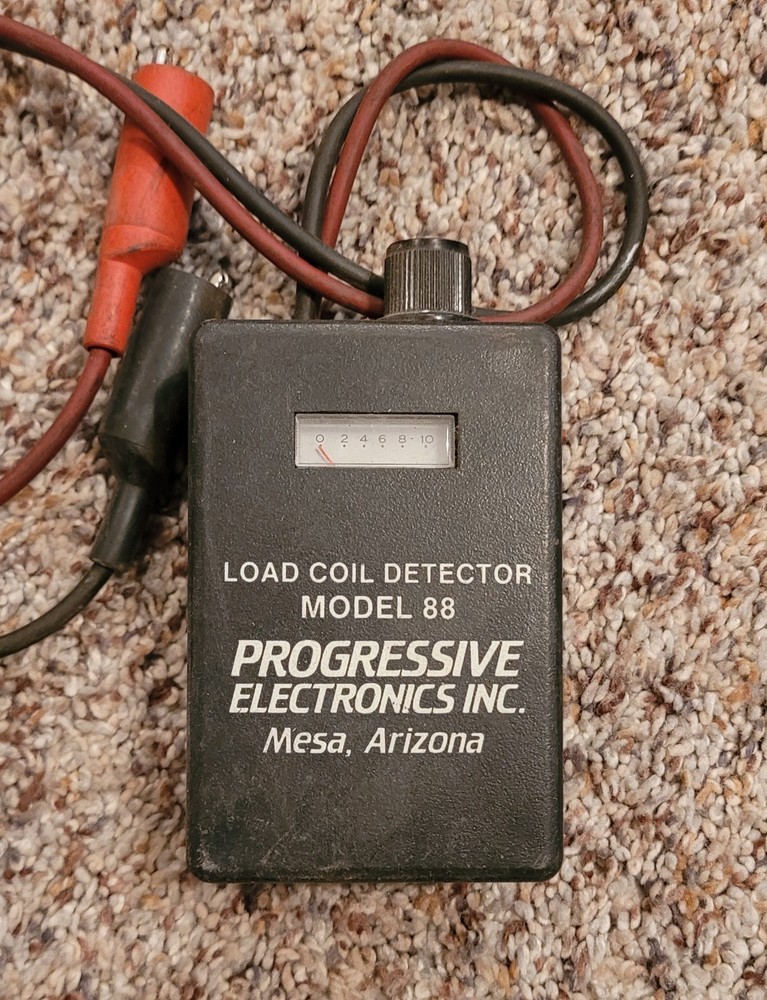 0 2 4 6 8 10
LOAD COIL DETECTOR
MODEL 88
PROGRESSIVE
ELECTRONICS INC.
Mesa, Arizona